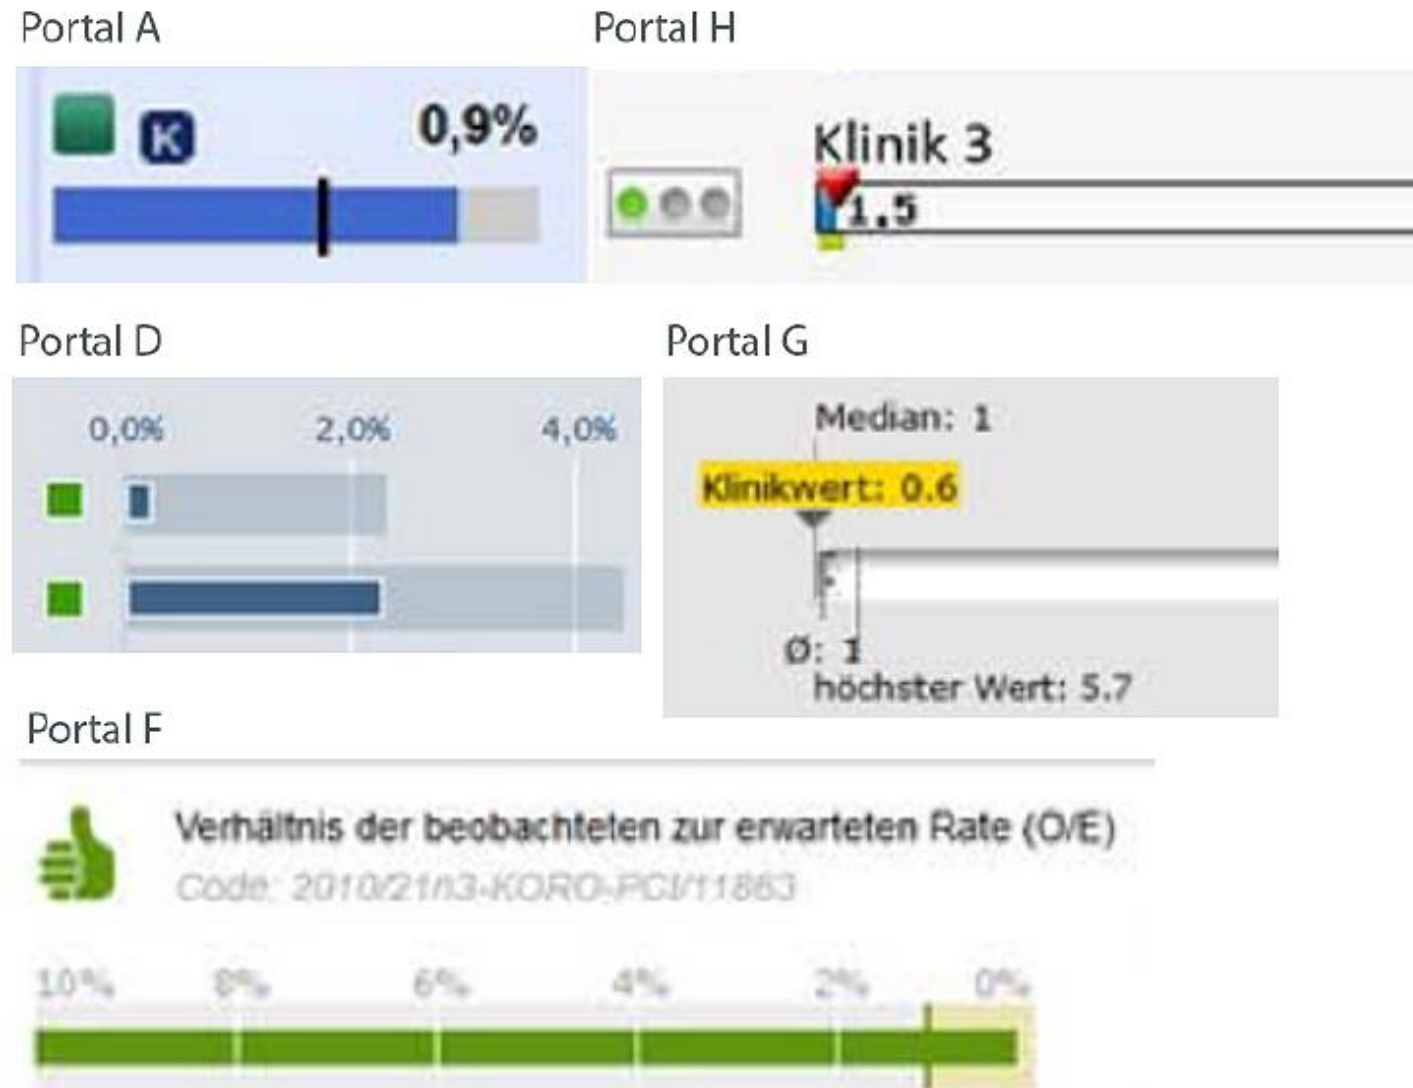 Portal A
Portal H
K
0,9%
Klinik 3
1.5
Portal D
Portal G
0,0% 2,0% 4,0%
Median: 1
Klinikwert: 0.6
Ø: 1
höchster Wert: 5.7
Portal F
Verhältnis der beobachteten zur erwarteten Rate (O/E)
Code: 2010/21n3-KORO-PCI/11863
10% 8% 6% 4% 2% 0%